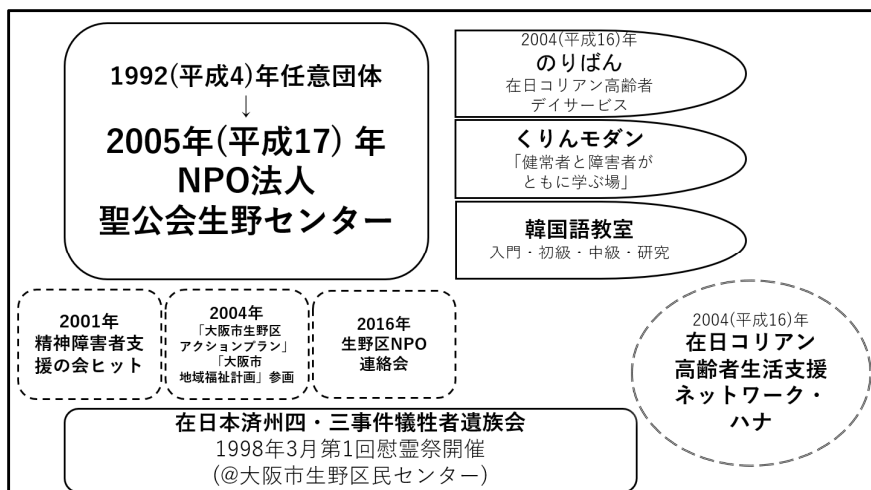 1992(平成4)年任意団体
↓
2005年(平成17) 年
NPO法人
聖公会生野センター
2004(平成16)年
のりばん
在日コリアン高齢者
デイサービス
くりんモダン
「健常者と障害者が
ともに学ぶ場」
韓国語教室
入門・初級・中級・研究
2001年
精神障害者支
援の会ヒット
2004年
「大阪市生野区
アクションプラン」
「大阪市
地域福祉計画」参画
2016年
生野区NPO
連絡会
2004(平成16)年
在日コリアン
高齢者生活支援
ネットワーク・
ハナ
在日本済州四・三事件犠牲者遺族会
1998年3月第1回慰霊祭開催
(@大阪市生野区民センター)